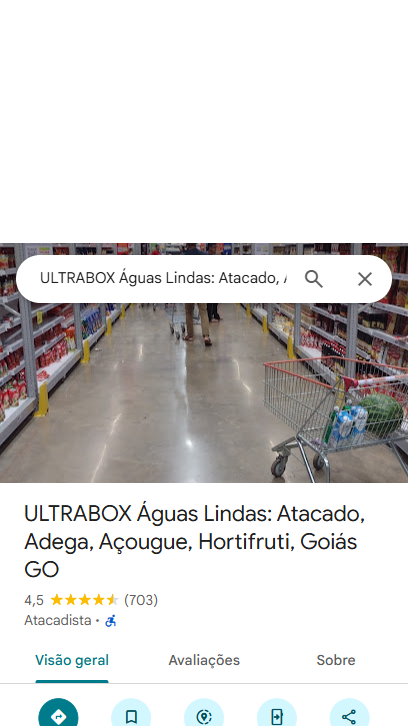 ULTRABOX Águas Lindas: Atacado, A
ULTRABOX Águas Lindas: Atacado,
Adega, Açougue, Hortifruti, Goiás
GO
4,5 (703)
Atacadista ·
Visão geral Avaliações Sobre